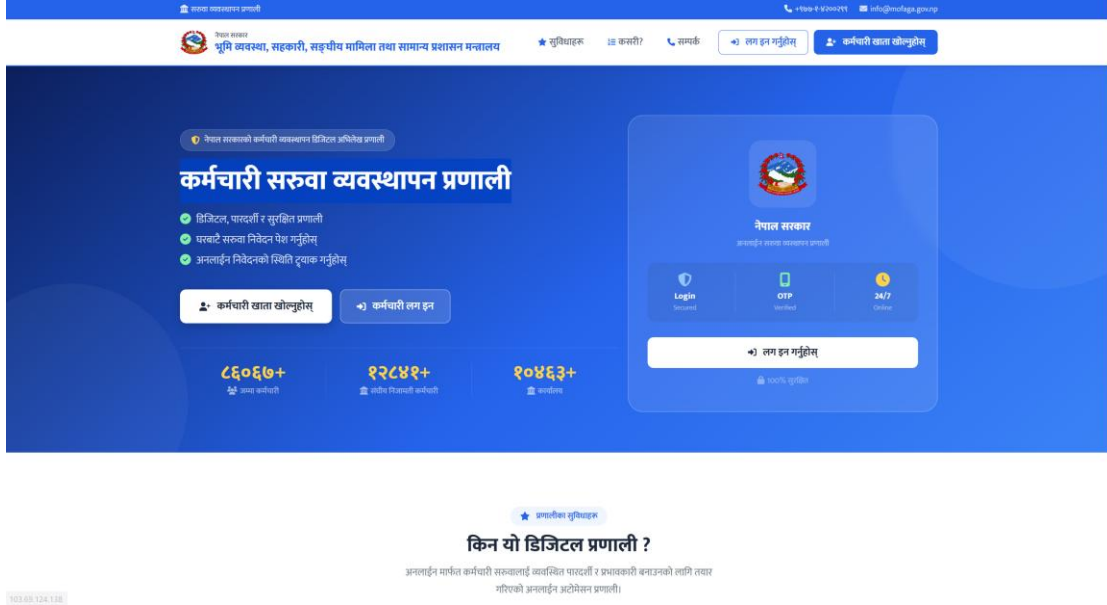 सरुवा व्यवस्थापन प्रणाली
+९७७-१-४२००२९९ info@mofaga.gov.np
नेपाल सरकार
भूमि व्यवस्था, सहकारी, सङ्घीय मामिला तथा सामान्य प्रशासन मन्त्रालय
सुविधाहरू
कसरी?
सम्पर्क
लग इन गर्नुहोस्
कर्मचारी खाता खोल्नुहोस्
नेपाल सरकारको कर्मचारी व्यवस्थापन डिजिटल अभिलेख प्रणाली
कर्मचारी सरुवा व्यवस्थापन प्रणाली
डिजिटल, पारदर्शी र सुरक्षित प्रणाली
घरबाटै सरुवा निवेदन पेश गर्नुहोस्
अनलाईन निवेदनको स्थिति ट्र्याक गर्नुहोस्
कर्मचारी खाता खोल्नुहोस्
कर्मचारी लग इन
८६०६७+
जम्मा कर्मचारी
१२८४१+
संघीय निजामती कर्मचारी
१०४६३+
कार्यालय
नेपाल सरकार
अनलाईन सरुवा व्यवस्थापन प्रणाली
Login
Secured
OTP
Verified
24/7
Online
लग इन गर्नुहोस्
100% सुरक्षित
प्रणालीका सुविधाहरू
किन यो डिजिटल प्रणाली ?
अनलाईन मार्फत कर्मचारी सरुवालाई व्यवस्थित पारदर्शी र प्रभावकारी बनाउनको लागि तयार
गरिएको अनलाईन अटोमेसन प्रणाली।
103.69.124.138